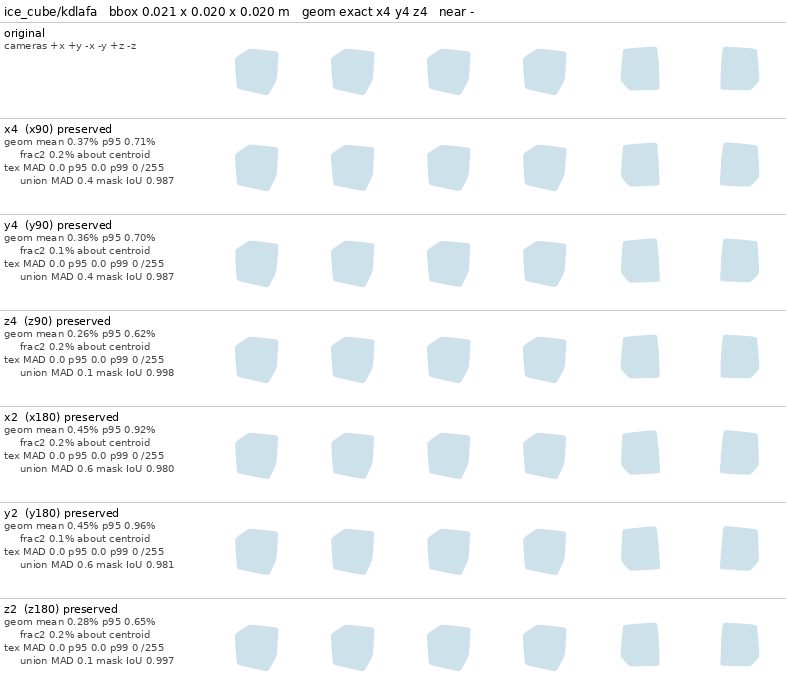 ice_cube/kdlafa   bbox 0.021 x 0.020 x 0.020 m   geom exact x4 y4 z4   near -
original
cameras +x +y -x -y +z -z
x4  (x90) preserved
geom mean 0.37% p95 0.71%
frac2 0.2% about centroid
tex MAD 0.0 p95 0.0 p99 0 /255
union MAD 0.4 mask IoU 0.987
y4  (y90) preserved
geom mean 0.36% p95 0.70%
frac2 0.1% about centroid
tex MAD 0.0 p95 0.0 p99 0 /255
union MAD 0.4 mask IoU 0.987
z4  (z90) preserved
geom mean 0.26% p95 0.62%
frac2 0.2% about centroid
tex MAD 0.0 p95 0.0 p99 0 /255
union MAD 0.1 mask IoU 0.998
x2  (x180) preserved
geom mean 0.45% p95 0.92%
frac2 0.2% about centroid
tex MAD 0.0 p95 0.0 p99 0 /255
union MAD 0.6 mask IoU 0.980
y2  (y180) preserved
geom mean 0.45% p95 0.96%
frac2 0.1% about centroid
tex MAD 0.0 p95 0.0 p99 0 /255
union MAD 0.6 mask IoU 0.981
z2  (z180) preserved
geom mean 0.28% p95 0.65%
frac2 0.2% about centroid
tex MAD 0.0 p95 0.0 p99 0 /255
union MAD 0.1 mask IoU 0.997